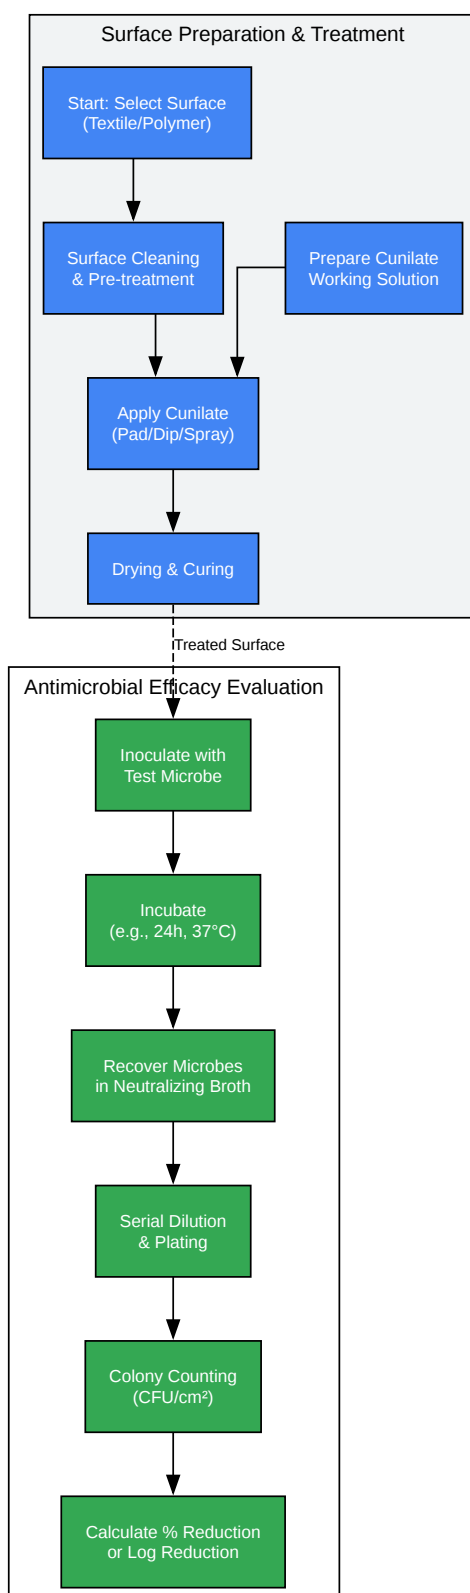 Surface Preparation & Treatment
Start: Select Surface
(Textile/Polymer)
Surface Cleaning
& Pre-treatment
Prepare Cunilate
Working Solution
Apply Cunilate
(Pad/Dip/Spray)
Drying & Curing
Treated Surface
Antimicrobial Efficacy Evaluation
Inoculate with
Test Microbe
Incubate
(e.g., 24h, 37°C)
Recover Microbes
in Neutralizing Broth
Serial Dilution
& Plating
Colony Counting
(CFU/cm²)
Calculate % Reduction
or Log Reduction